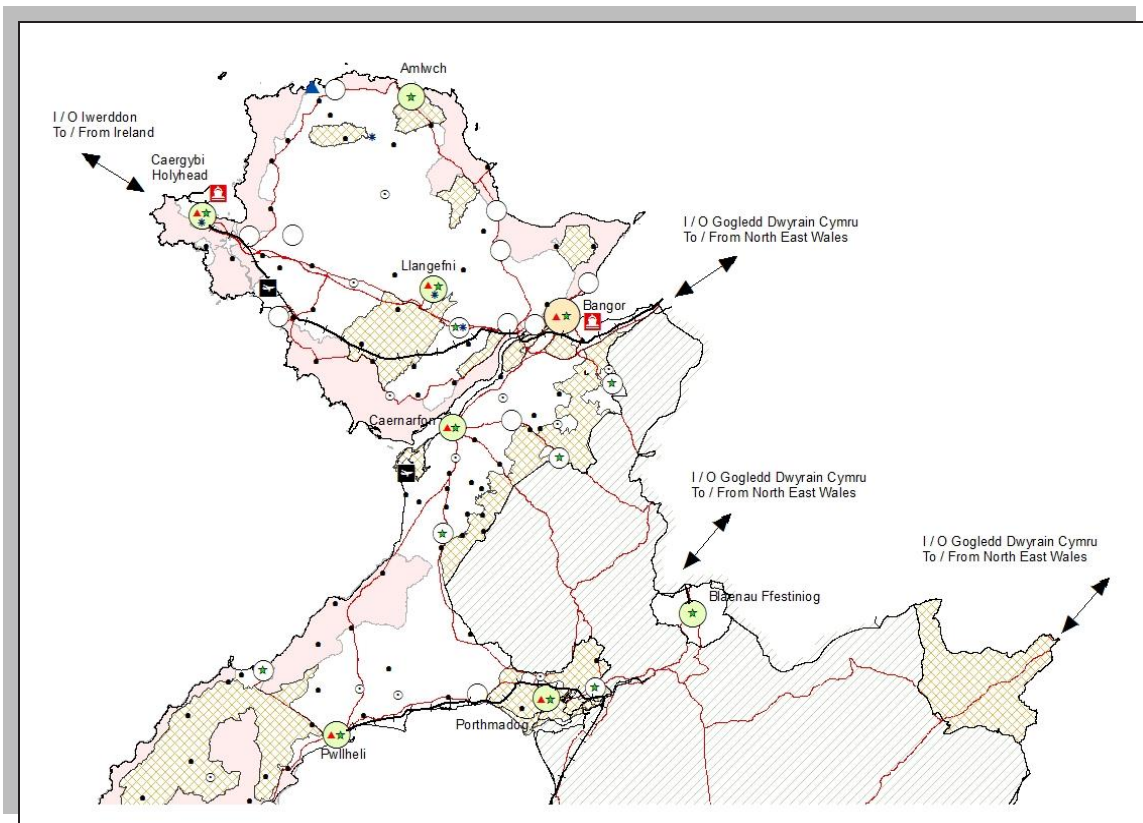 Amlwch
I / O Iwerddon
To / From Ireland
Caergybi
Holyhead
I / O Gogledd Dwyrain Cymru
To / From North East Wales
Llangefni
Bangor
Caernarfon
I / O Gogledd Dwyrain Cymru
To / From North East Wales
I / O Gogledd Dwyrain Cymru
To / From North East Wales
Blaenau Ffestiniog
Porthmadog
Pwllheli